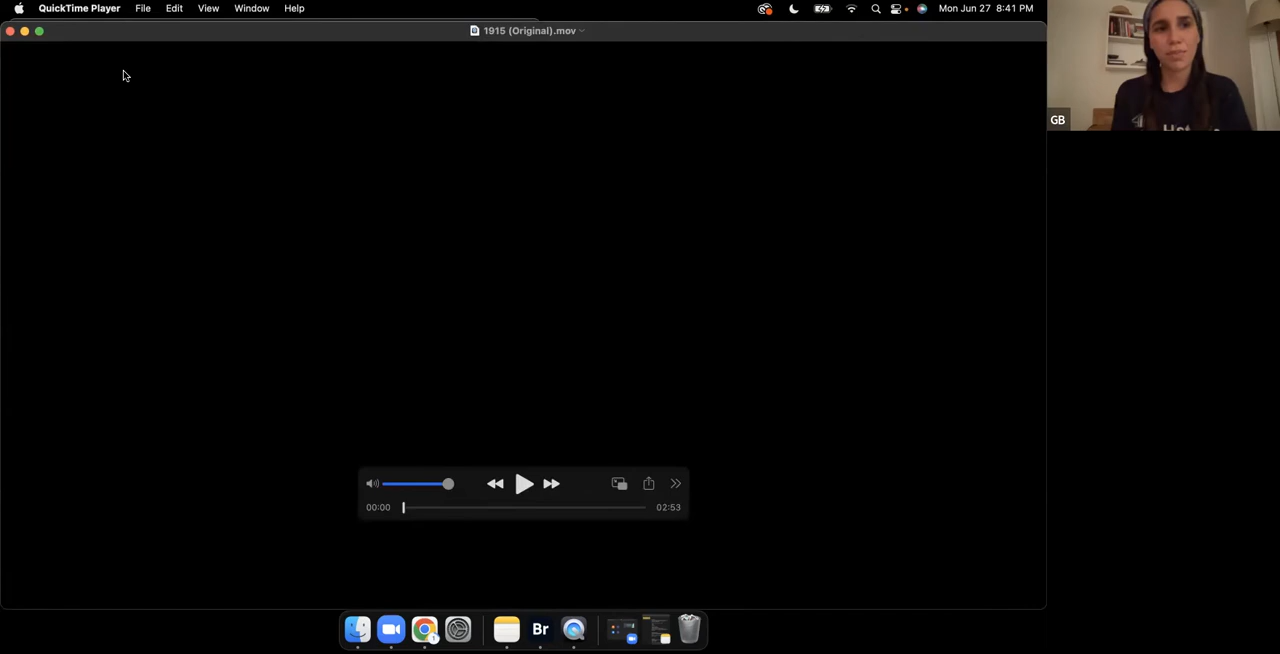 QuickTime Player File Edit View Window Help Mon Jun 27 8:41 PM
1915 (Original).mov
GB
00:00 02:53
Br